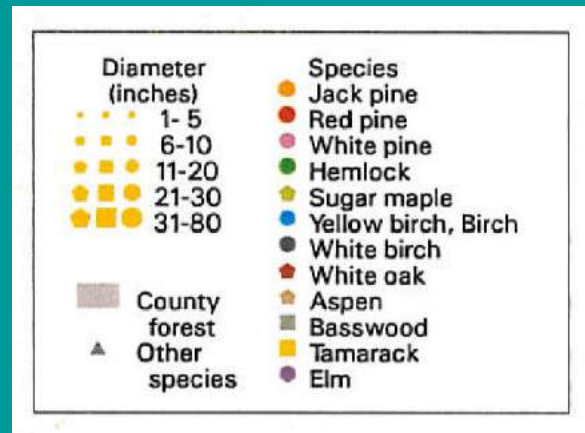 Diameter
(inches)
1- 5
6-10
11-20
21-30
31-80
County
forest
Other
species
Species
Jack pine
Red pine
White pine
Hemlock
Sugar maple
Yellow birch, Birch
White birch
White oak
Aspen
Basswood
Tamarack
Elm